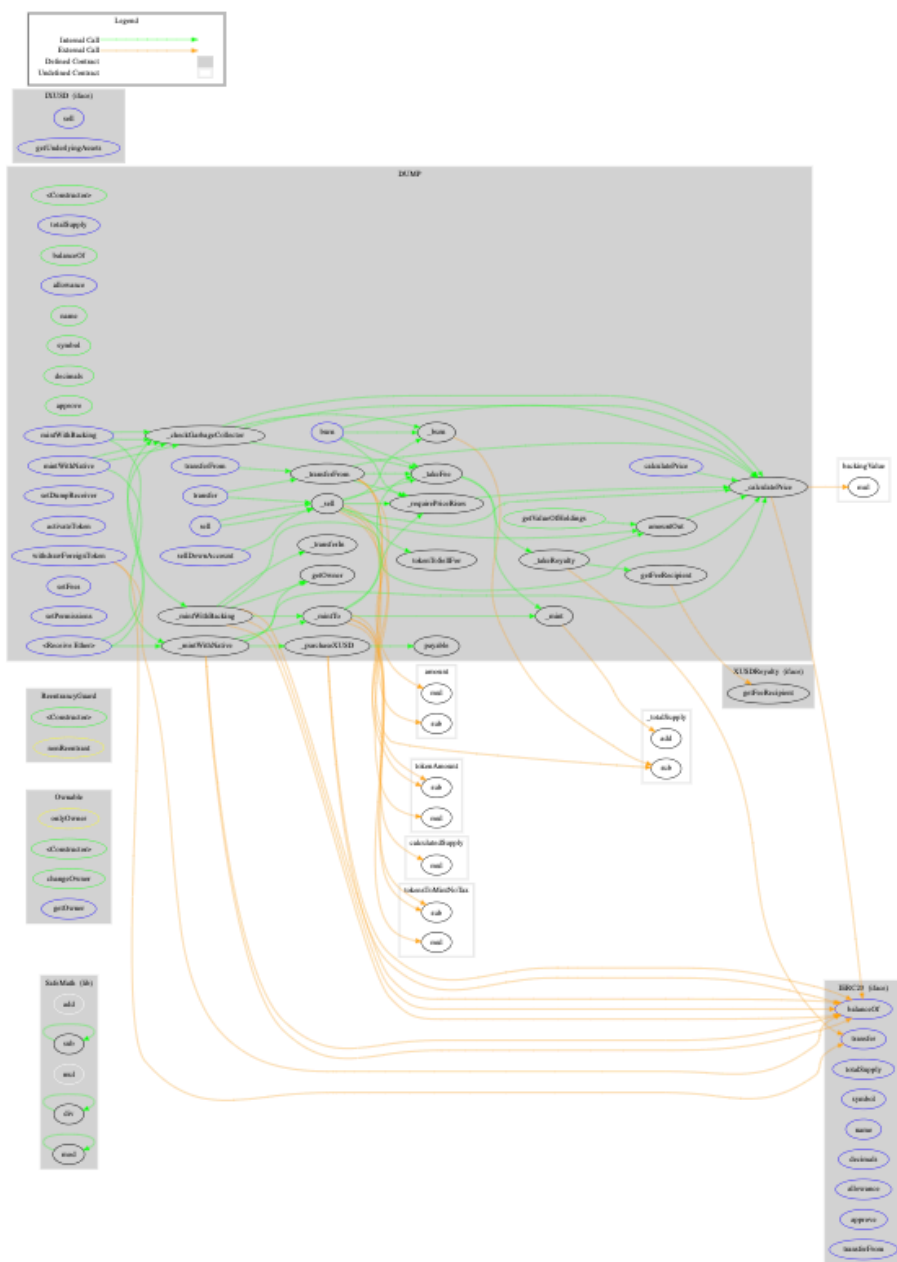 Legend
Internal Call
External Call
Defined Contract
Undefined Contract
IXUSD (iface)
sell
getUnderlyingAssets
DUMP
<Constructor>
totalSupply
balanceOf
allowance
name
symbol
decimals
approve
mintWithBacking
_checkGarbageCollector
burn
_burn
mintWithNative
transferFrom
_transferFrom
_takeFee
calculatePrice
_calculatePrice
setDumpReceiver
transfer
_sell
_requirePriceRises
activateToken
sell
getValueOfHoldings
amountOut
withdrawForeignToken
sellDownAccount
_transferIn
tokenToSellFor
_takeRoyalty
setFees
getOwner
getFeeRecipient
setPermissions
_mintWithBacking
_mintTo
_mint
<Receive Ether>
_mintWithNative
_purchaseXUSD
payable
backingValue
mul
XUSDRoyalty (iface)
getFeeRecipient
amount
mul
sub
_totalSupply
add
sub
tokenAmount
sub
mul
calculatedSupply
mul
tokensToMintNoTax
sub
mul
ReentrancyGuard
<Constructor>
nonReentrant
Ownable
onlyOwner
<Constructor>
changeOwner
getOwner
SafeMath (lib)
add
sub
mul
div
mod
IERC20 (iface)
balanceOf
transfer
totalSupply
symbol
name
decimals
allowance
approve
transferFrom